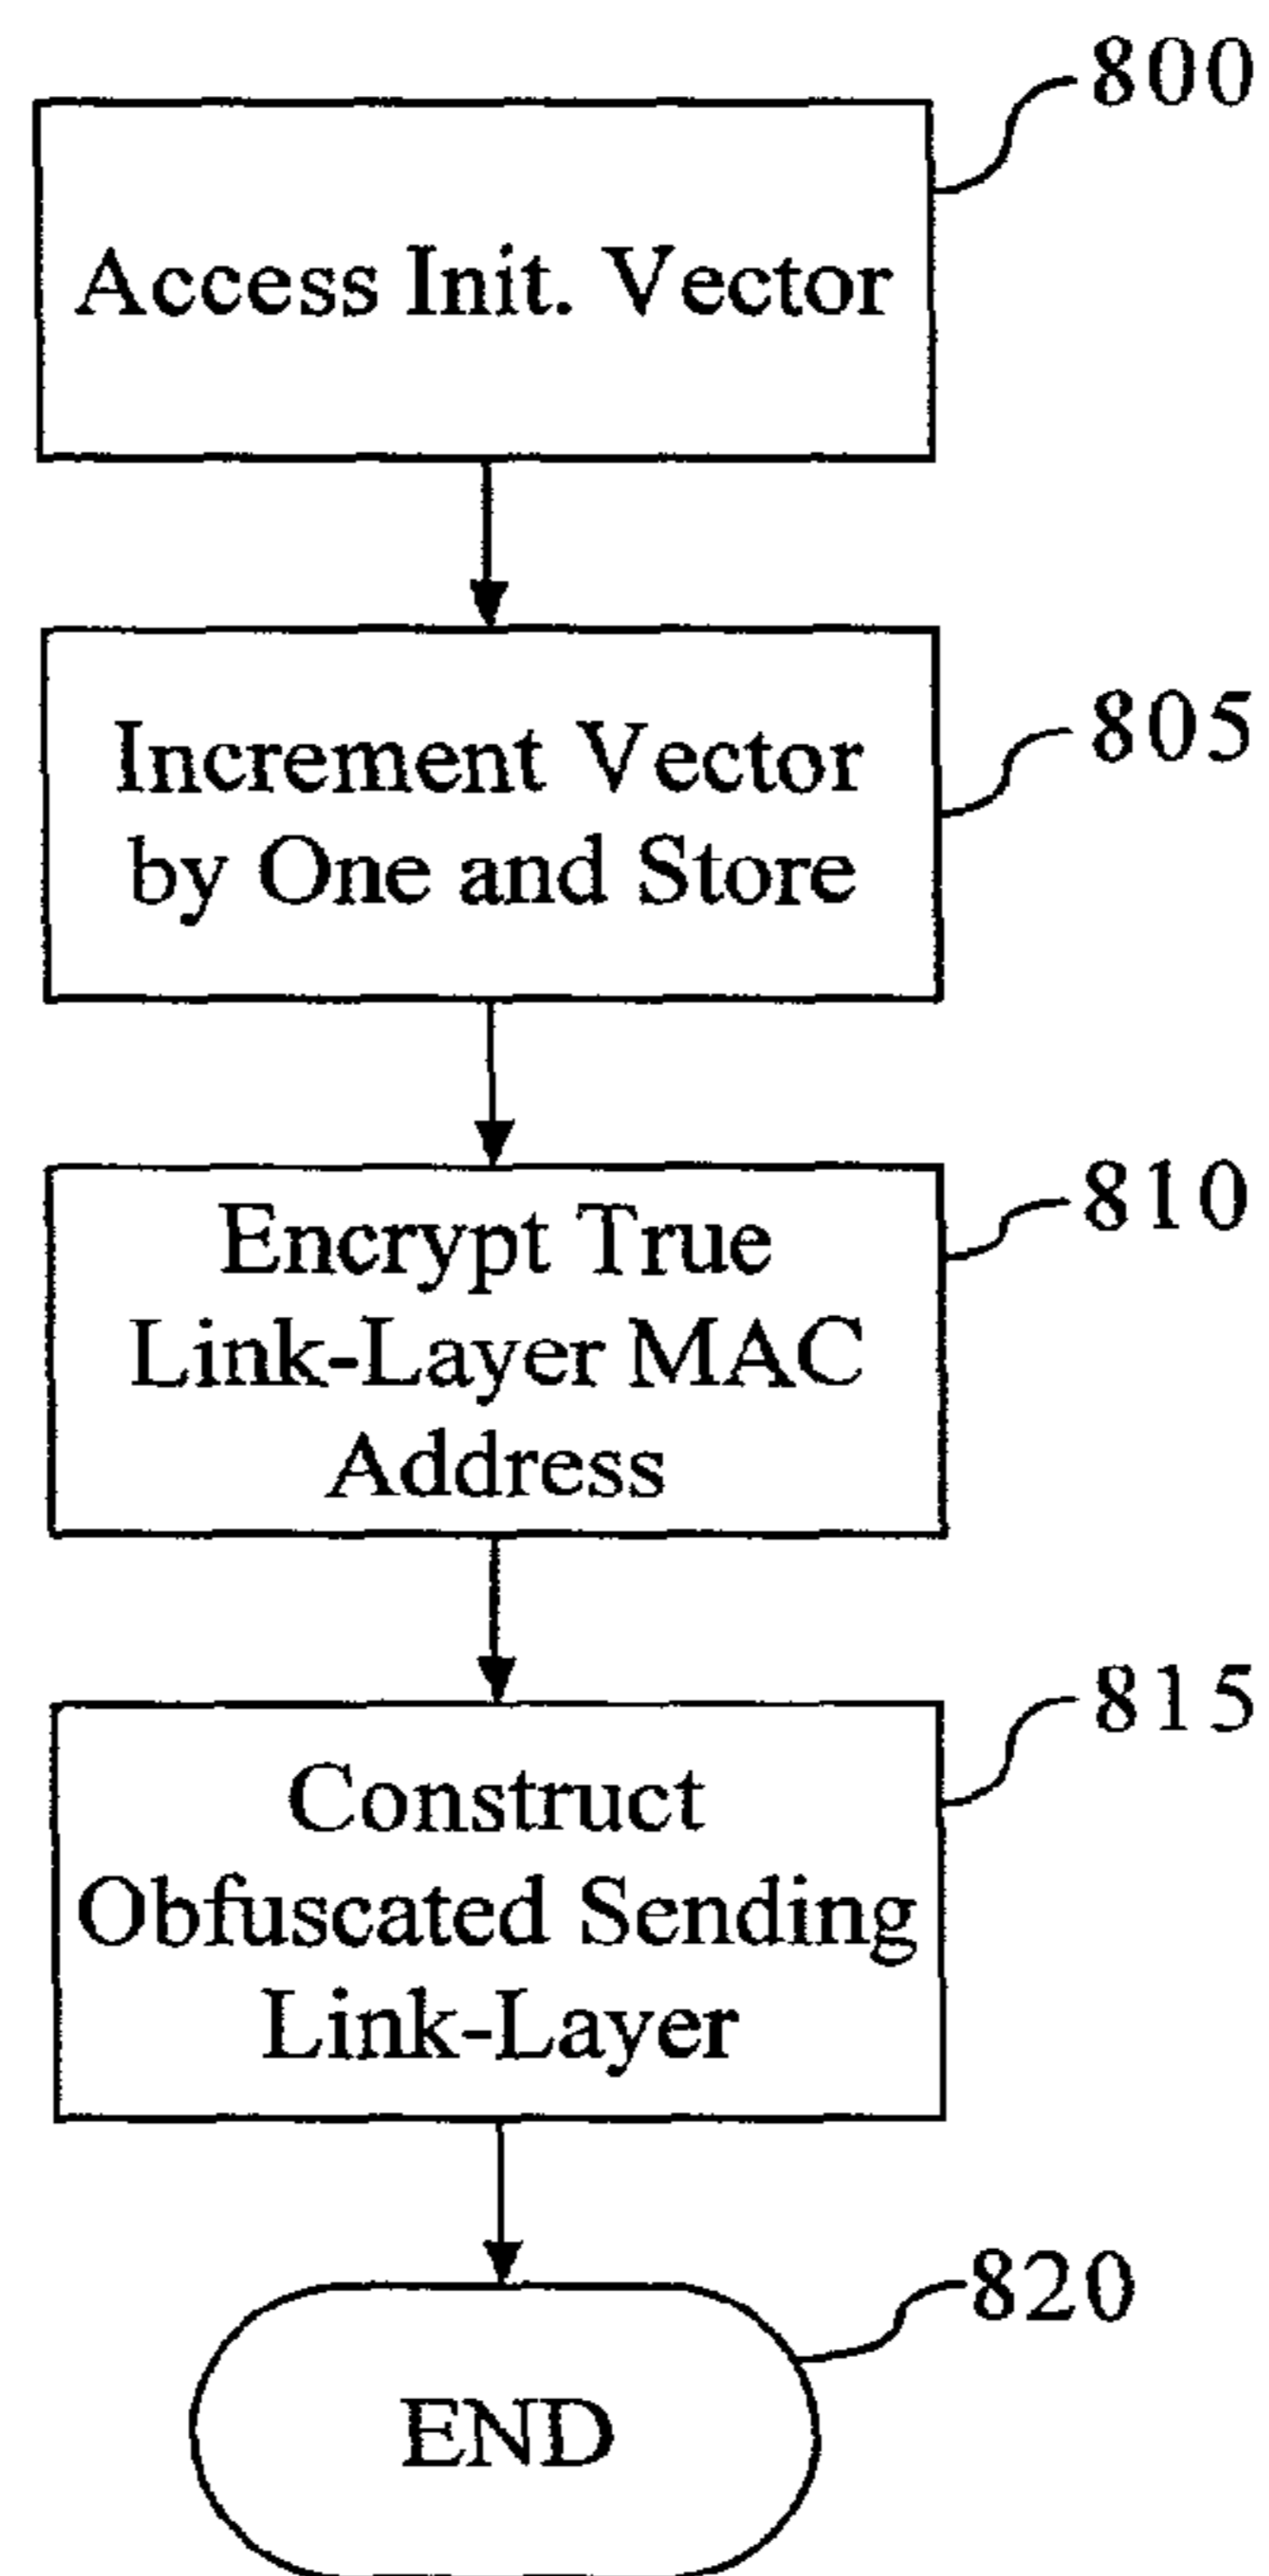 800
Access Init. Vector
805
Increment Vector
by One and Store
810
Encrypt True
Link-Layer MAC
Address
815
Construct
Obfuscated Sending
Link-Layer
820
END